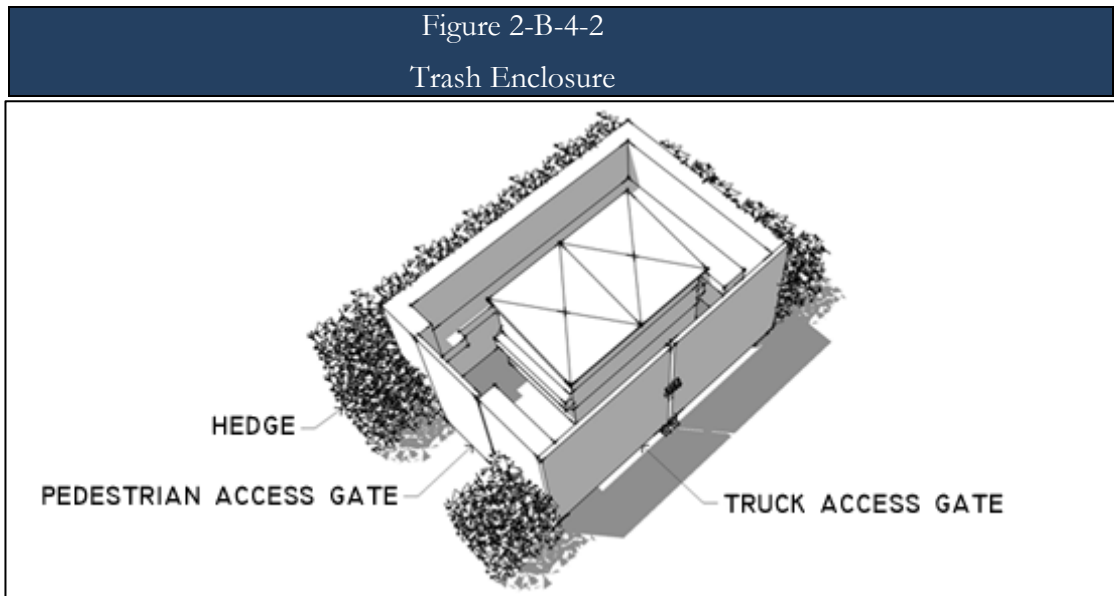 Figure 2-B-4-2
Trash Enclosure
HEDGE
PEDESTRIAN ACCESS GATE
TRUCK ACCESS GATE